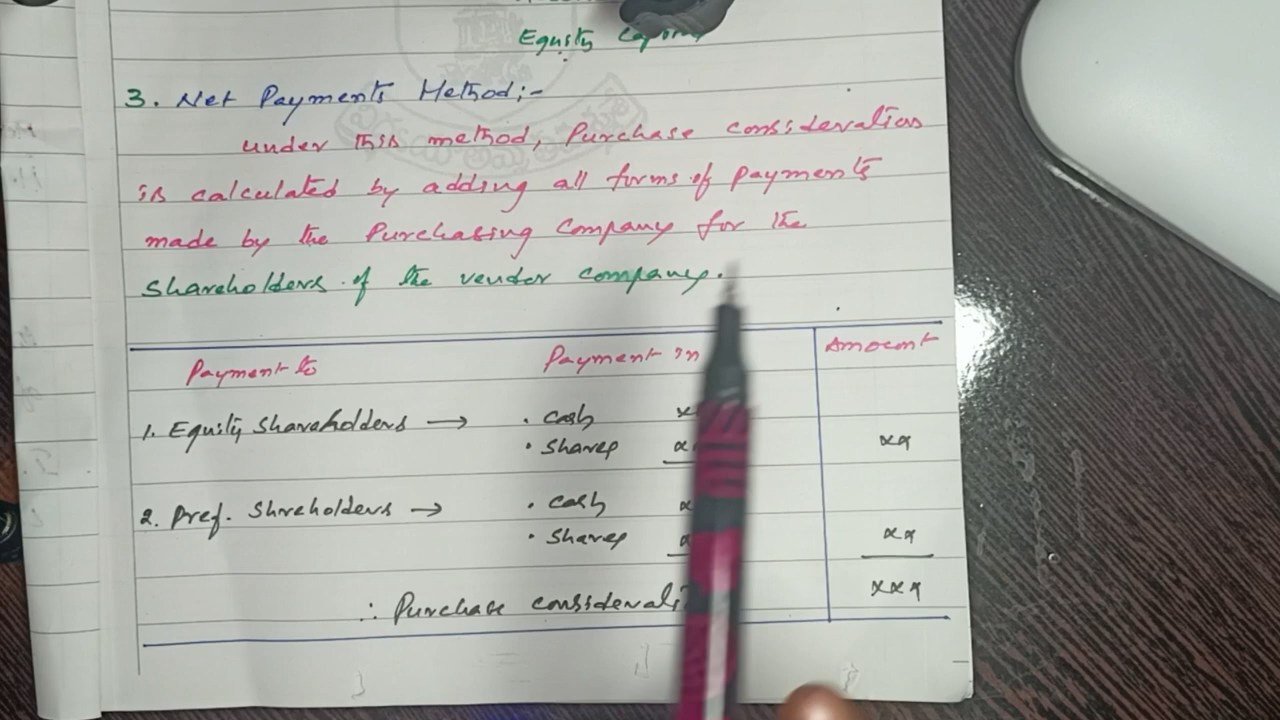 Equity
3. Net Payments Method:-
under this method, Purchase consideration
is calculated by adding all forms of payments
made by the Purchasing Company for the
Shareholders of the vendor company.
Payment to Payment in Amount
1. Equity Shareholders → • Cash
• Shares xx
2. Pref. Shreholders → • Cash
• Shares xx
∴ Purchase xxx